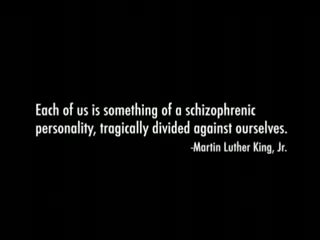 Each of us is something of a schizophrenic
personality, tragically divided against ourselves.
-Martin Luther King, Jr.